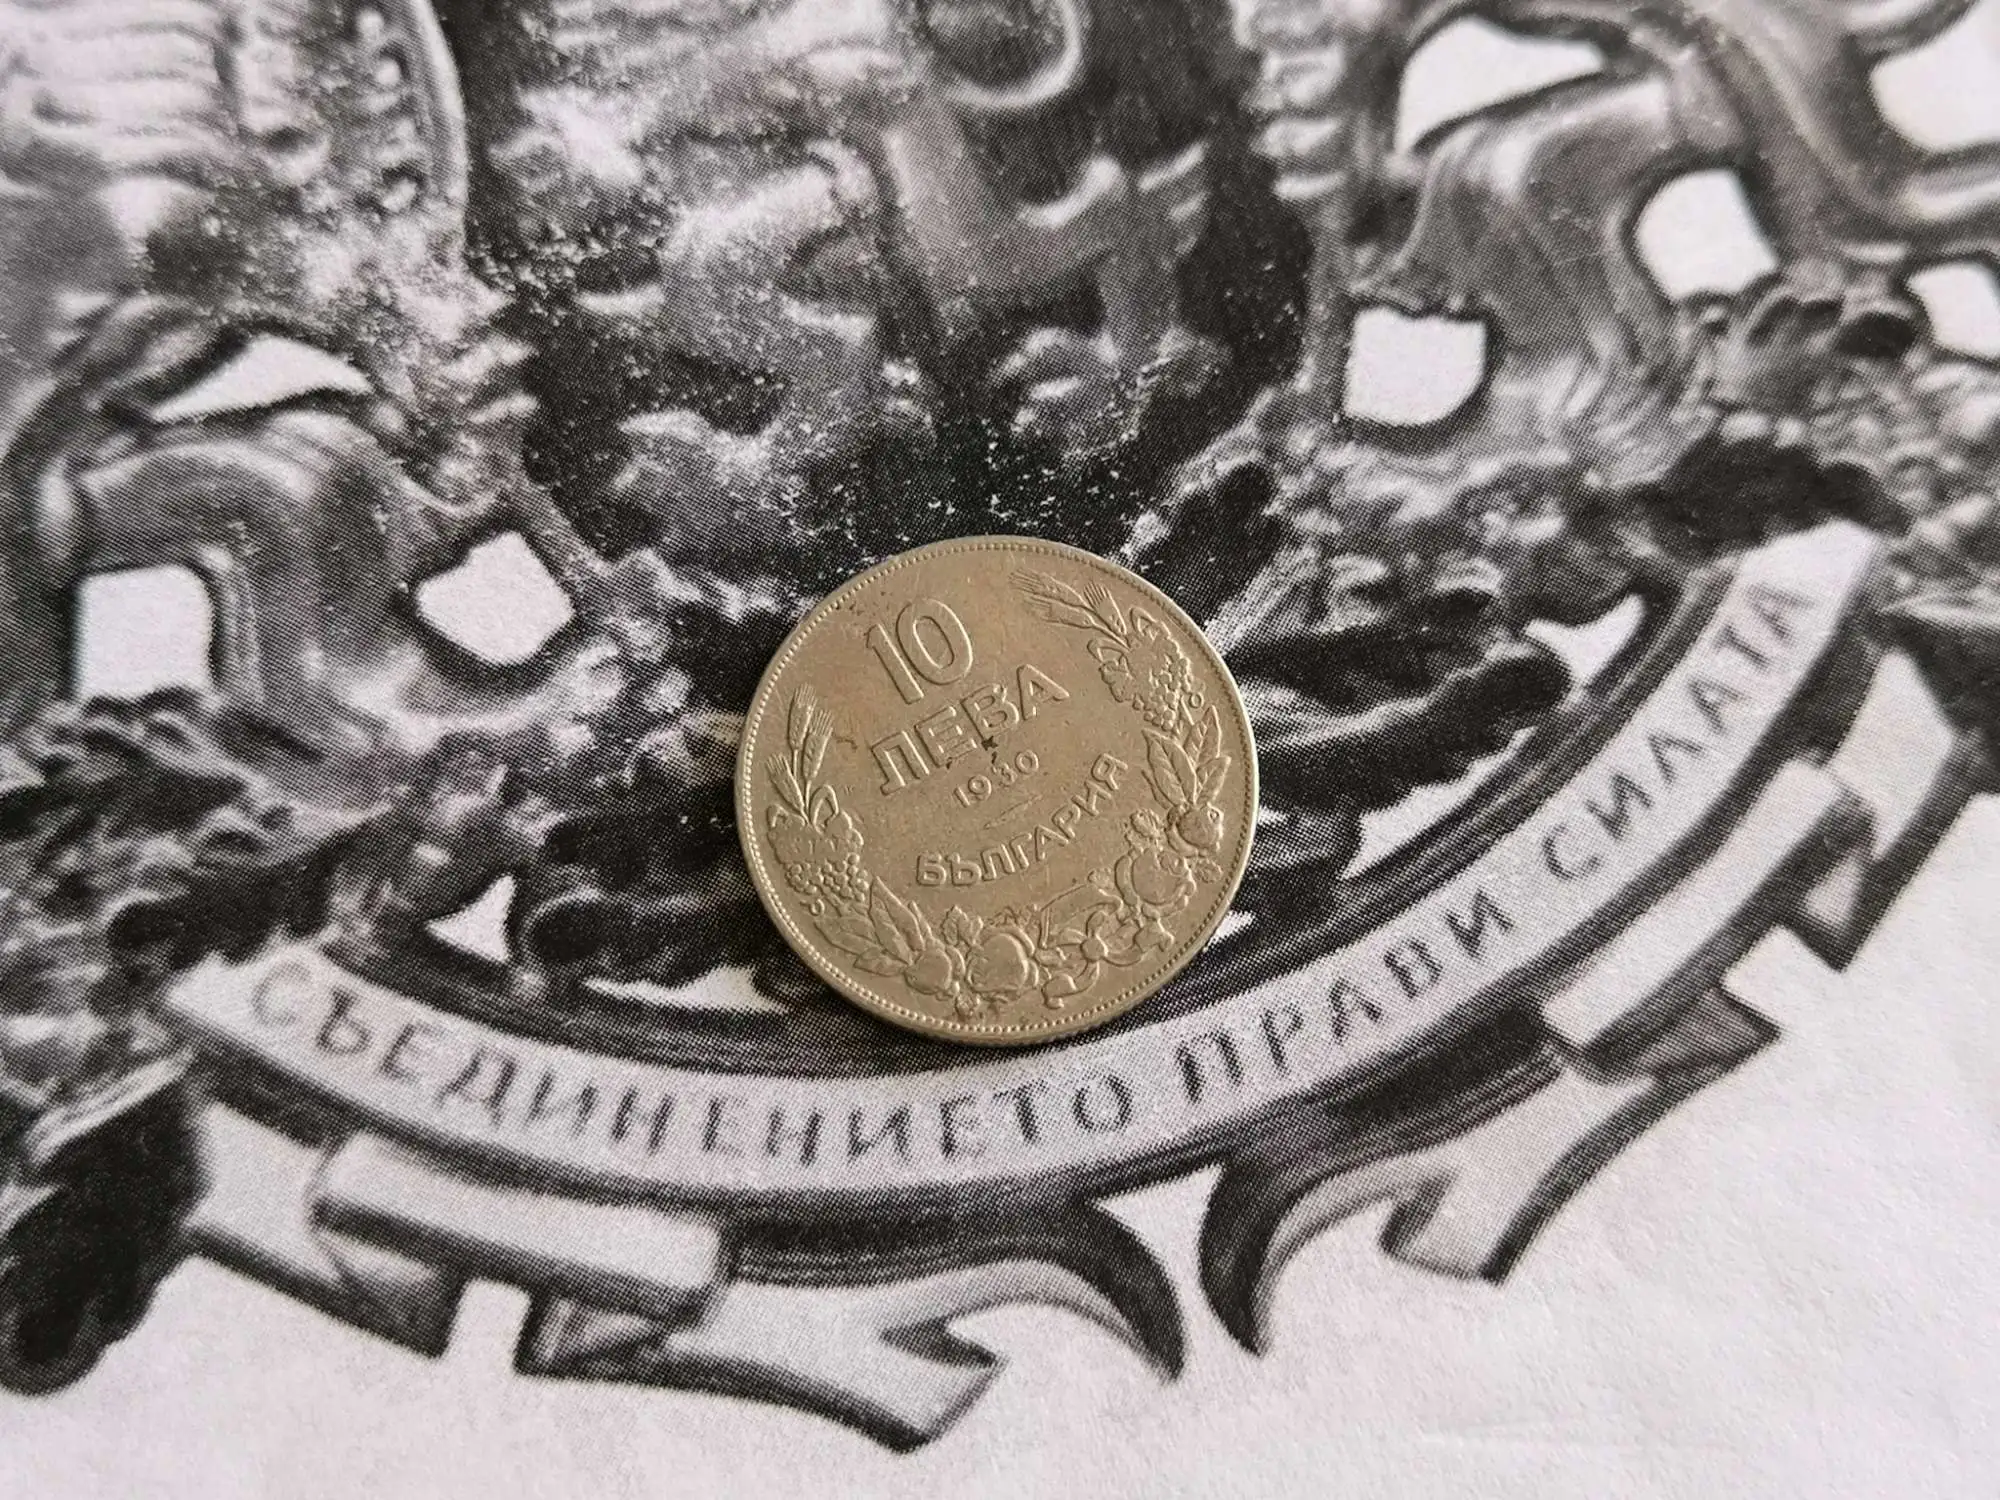 10
ЛЕВА
1930
БЪЛГАРИЯ
СЪЕДИНЕНИЕТО ПРАВИ СИЛАТА